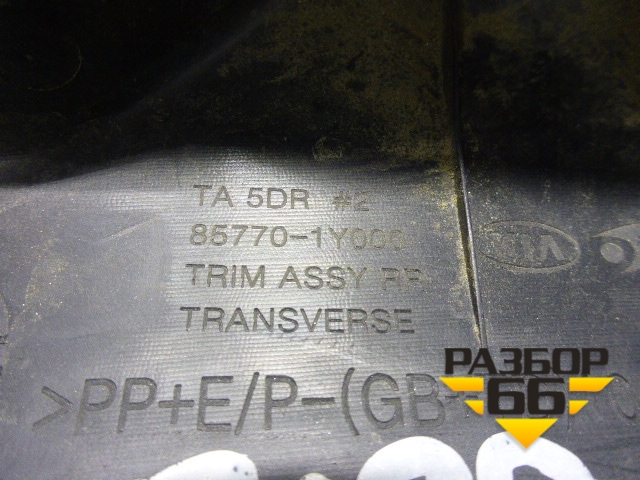 TA 5DR #2
85770-1Y000
TRIM ASSY RR
TRANSVERSE
KIA
>PP+E/P-(GB+
РАЗБОР
66